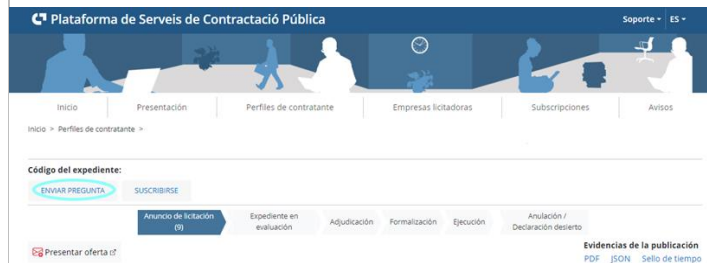 Plataforma de Serveis de Contractació Pública
Soporte ES
Inicio Presentación Perfiles de contratante Empresas licitadoras Subscripciones Avisos
Inicio > Perfiles de contratante >
Código del expediente:
ENVIAR PREGUNTA SUSCRIBIRSE
Anuncio de licitación (9)
Expediente en evaluación
Adjudicación
Formalización
Ejecución
Anulación / Declaración desierto
Presentar oferta
Evidencias de la publicación
PDF JSON Sello de tiempo